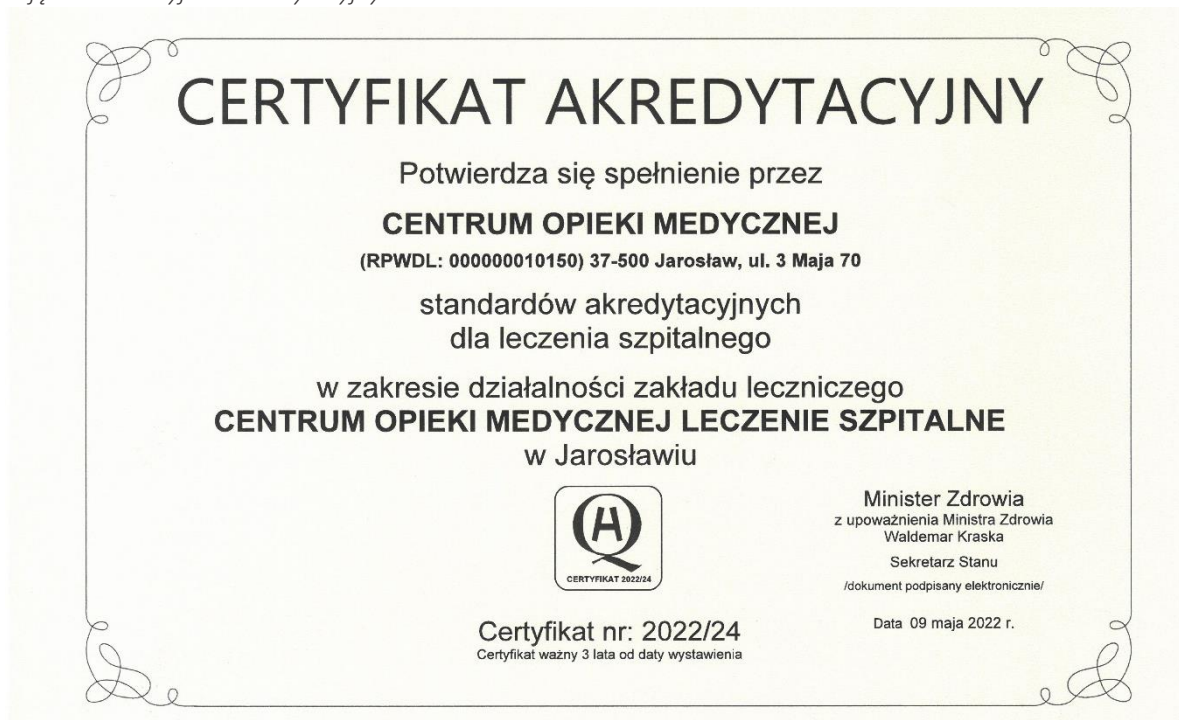 CERTYFIKAT AKREDYTACYJNY
Potwierdza się spełnienie przez
CENTRUM OPIEKI MEDYCZNEJ
(RPWDL: 000000010150) 37-500 Jarosław, ul. 3 Maja 70
standardów akredytacyjnych
dla leczenia szpitalnego
w zakresie działalności zakładu leczniczego
CENTRUM OPIEKI MEDYCZNEJ LECZENIE SZPITALNE
w Jarosławiu
HQ
CERTYFIKAT 2022/24
Certyfikat nr: 2022/24
Certyfikat ważny 3 lata od daty wystawienia
Minister Zdrowia
z upoważnienia Ministra Zdrowia
Waldemar Kraska
Sekretarz Stanu
/dokument podpisany elektronicznie/
Data 09 maja 2022 r.